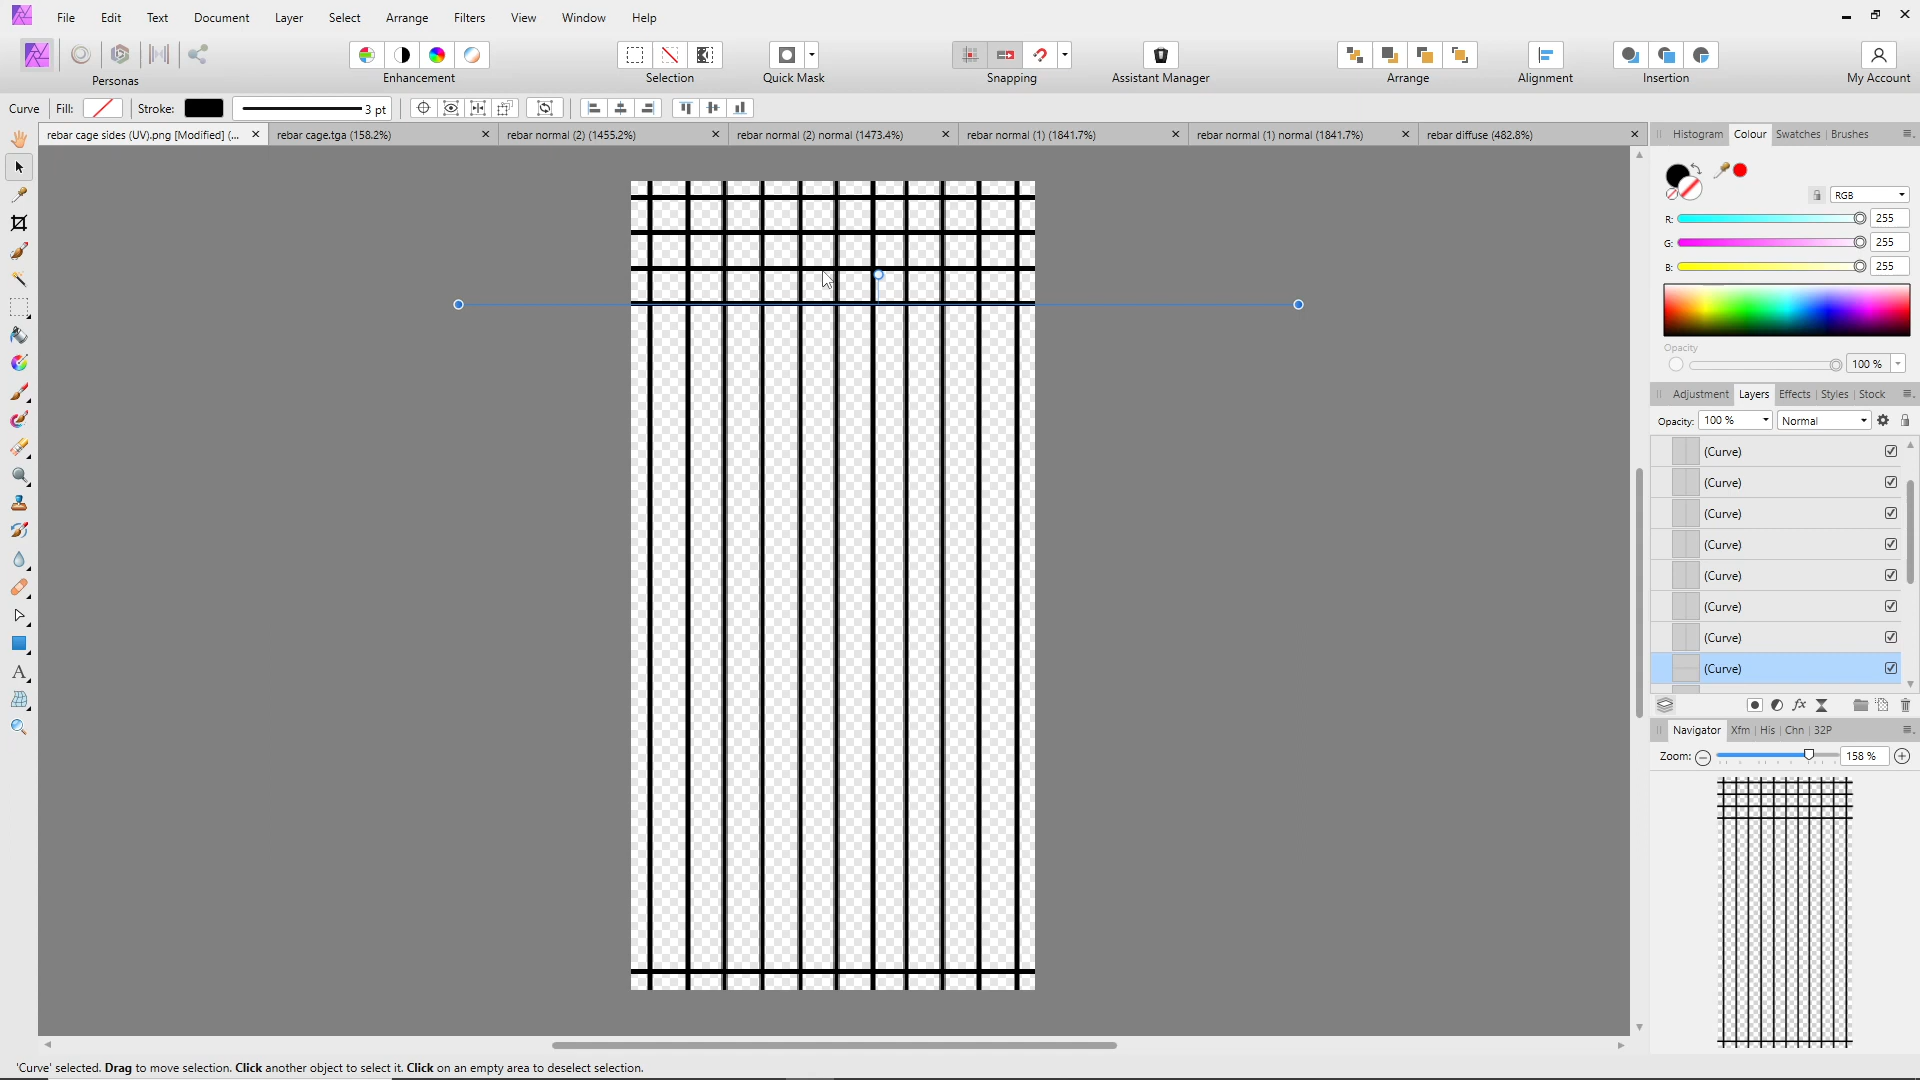 File Edit Text Document Layer Select Arrange Filters View Window Help
Personas Enhancement Selection Quick Mask Snapping Assistant Manager Arrange Alignment Insertion My Account
Curve Fill: Stroke: 3 pt
rebar cage sides (UV).png [Modified] (... rebar cage.tga (158.2%) rebar normal (2) (1455.2%) rebar normal (2) normal (1473.4%) rebar normal (1) (1841.7%) rebar normal (1) normal (1841.7%) rebar diffuse (482.8%)
Histogram Colour Swatches Brushes
RGB
R: 255
G: 255
B: 255
Opacity
100 %
Adjustment Layers Effects Styles Stock
Opacity: 100 % Normal
(Curve)
(Curve)
(Curve)
(Curve)
(Curve)
(Curve)
(Curve)
(Curve)
fx
Navigator Xfm His Chn 32P
Zoom: 158 %
A
'Curve' selected. Drag to move selection. Click another object to select it. Click on an empty area to deselect selection.